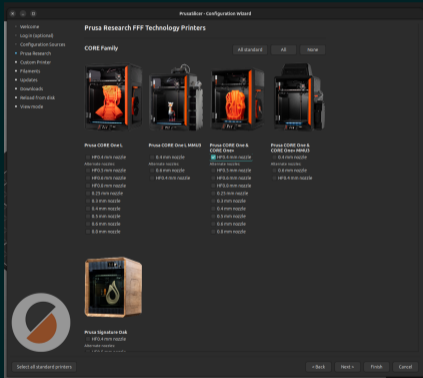 PrusaSlicer - Configuration Wizard
Welcome
Log in (optional)
Configuration Sources
Prusa Research
Custom Printer
Filaments
Updates
Downloads
Reload from disk
View mode
Prusa Research FFF Technology Printers
CORE Family
All standard
All
None
Prusa CORE One L
HF0.4 mm nozzle
Alternate nozzles:
HF0.5 mm nozzle
HF0.6 mm nozzle
HF0.8 mm nozzle
0.25 mm nozzle
0.3 mm nozzle
0.4 mm nozzle
0.5 mm nozzle
0.6 mm nozzle
0.8 mm nozzle
Prusa CORE One L MMU3
0.4 mm nozzle
Alternate nozzles:
0.6 mm nozzle
HF0.4 mm nozzle
Prusa CORE One &
CORE One+
HF0.4 mm nozzle
Alternate nozzles:
HF0.5 mm nozzle
HF0.6 mm nozzle
HF0.8 mm nozzle
0.25 mm nozzle
0.3 mm nozzle
0.4 mm nozzle
0.5 mm nozzle
0.6 mm nozzle
0.8 mm nozzle
Prusa CORE One &
CORE One+ MMU3
0.4 mm nozzle
Alternate nozzles:
0.6 mm nozzle
HF0.4 mm nozzle
Prusa Signature Oak
HF0.4 mm nozzle
Alternate nozzles:
Select all standard printers
< Back
Next >
Finish
Cancel